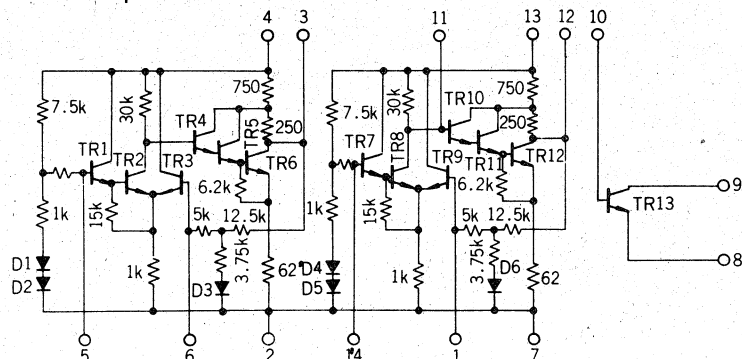 4 3 11 13 12 10
750 750
7.5k 30k TR4 250 TR5 7.5k 30k TR10 250
TR1 TR2 TR3 TR6 TR7 TR8 TR9 TR11 TR12
6.2k 6.2k 9
1k 15k 5k 12.5k 1k 15k 5k 12.5k TR13
D1 3.75k D4 3.75k D6 8
D2 1k D3 62 D5 1k 62
5 6 2 14 1 7